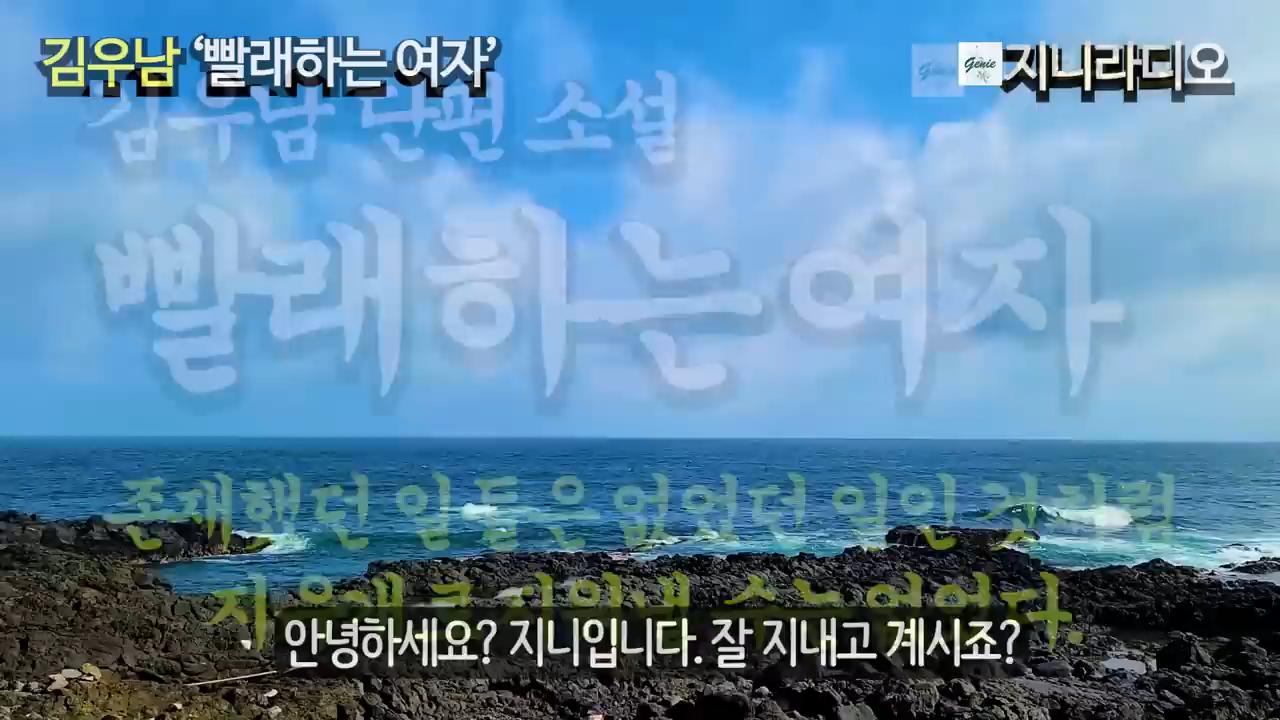 김우남 ‘빨래하는 여자’
Genie 지니라디오
김우남 단편 소설
빨래하는 여자
존재했던 일들은 없었던 일인 것처럼
안녕하세요? 지니입니다. 잘 지내고 계시죠?